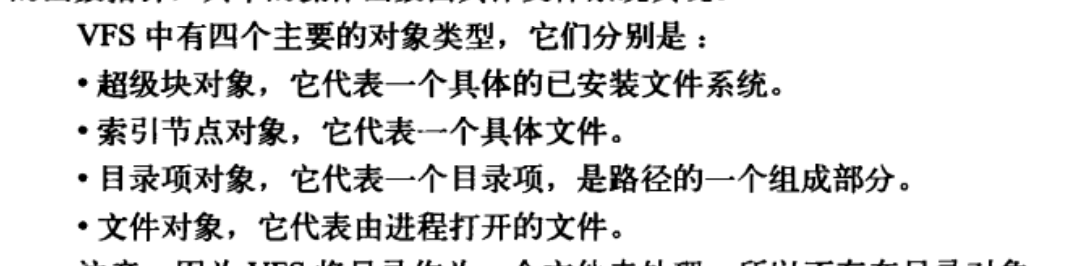 VFS 中有四个主要的对象类型，它们分别是：
• 超级块对象，它代表一个具体的已安装文件系统。
• 索引节点对象，它代表一个具体文件。
• 目录项对象，它代表一个目录项，是路径的一个组成部分。
• 文件对象，它代表由进程打开的文件。